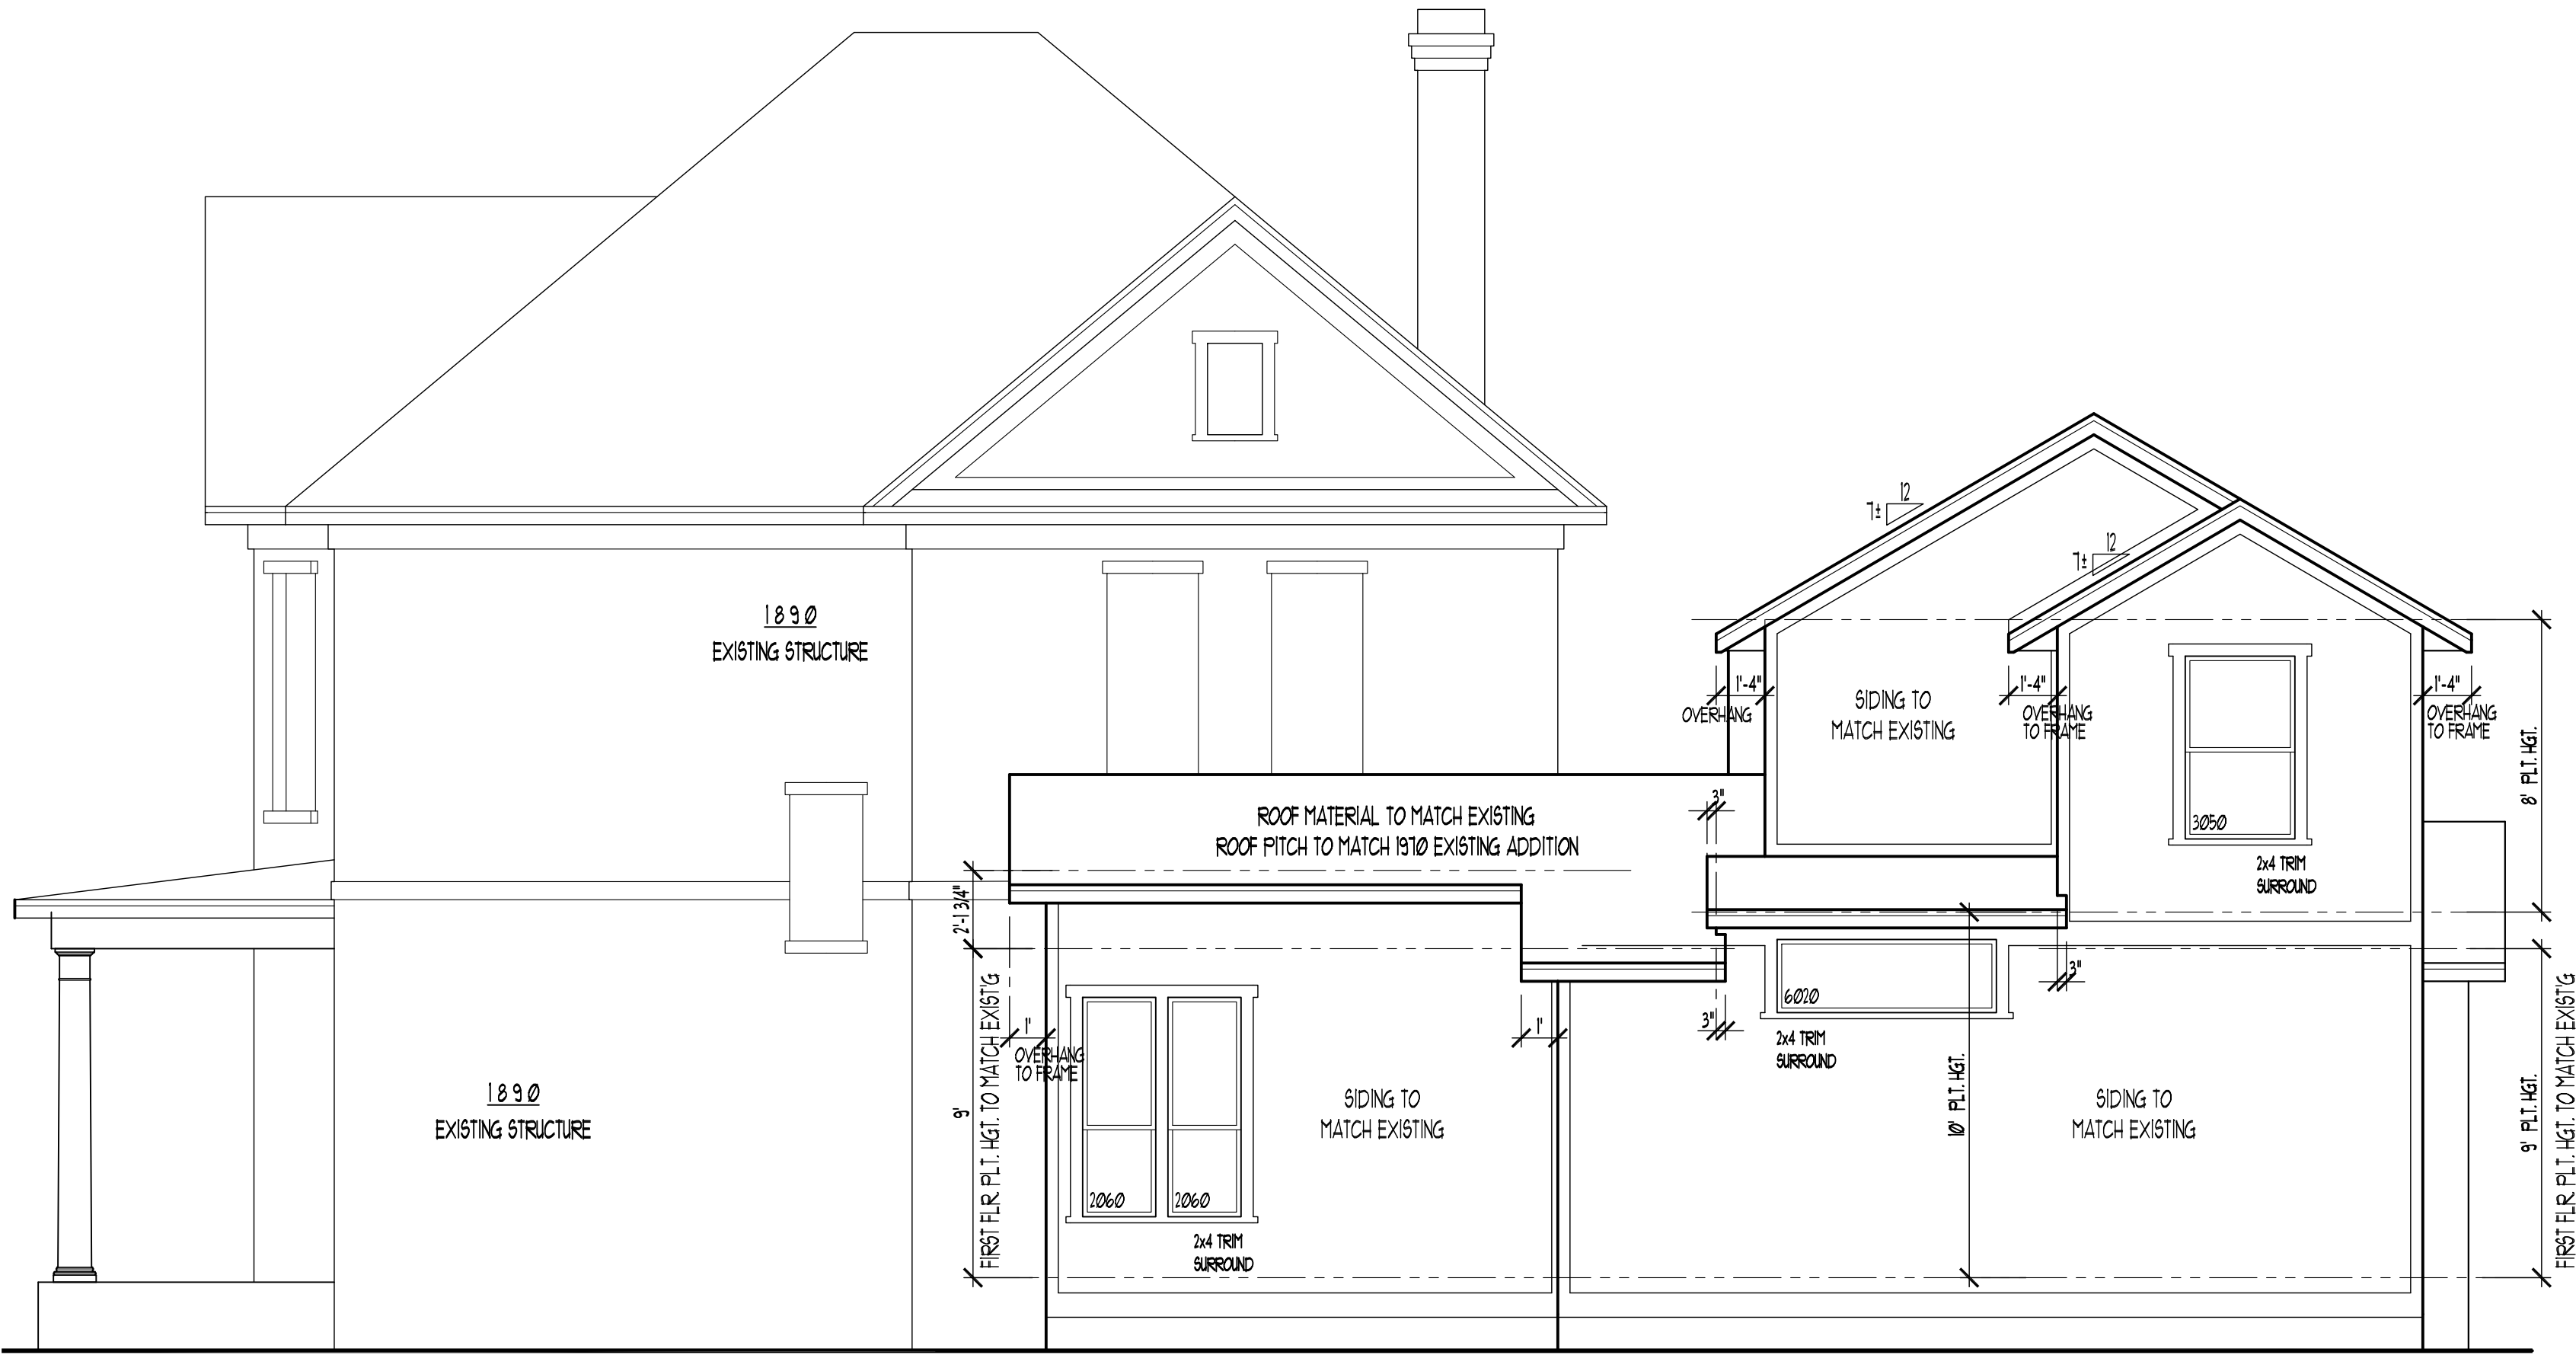 12
7±
12
7±
1890
EXISTING STRUCTURE
1'-4"
OVERHANG
SIDING TO
MATCH EXISTING
1'-4"
OVERHANG
TO FRAME
1'-4"
OVERHANG
TO FRAME
8' PLT. HGT.
3050
2x4 TRIM
SURROUND
3"
ROOF MATERIAL TO MATCH EXISTING
ROOF PITCH TO MATCH 1970 EXISTING ADDITION
2'-1 3/4"
9'
FIRST FLR. PLT. HGT. TO MATCH EXIST'G
1'
OVERHANG
TO FRAME
1'
3"
6020
2x4 TRIM
SURROUND
3"
10' PLT. HGT.
9' PLT. HGT.
FIRST FLR. PLT. HGT. TO MATCH EXIST'G
1890
EXISTING STRUCTURE
SIDING TO
MATCH EXISTING
SIDING TO
MATCH EXISTING
2060
2060
2x4 TRIM
SURROUND